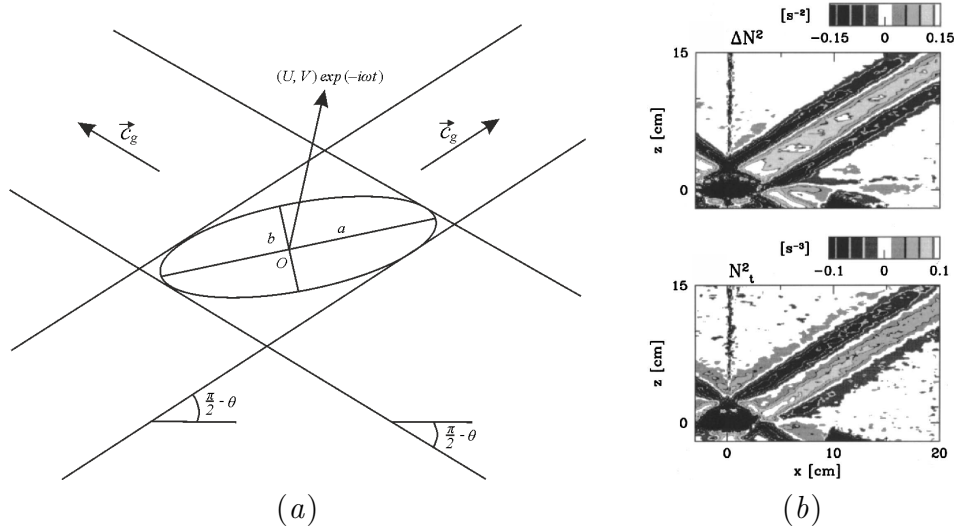 (U, V) exp (-iωt)
c⃗g
c⃗g
b
a
O
π/2 - θ
π/2 - θ
(a)
[s⁻²]
-0.15 0 0.15
ΔN²
15
z [cm]
0
[s⁻³]
-0.1 0 0.1
N²t
15
z [cm]
0
0 10 20
x [cm]
(b)